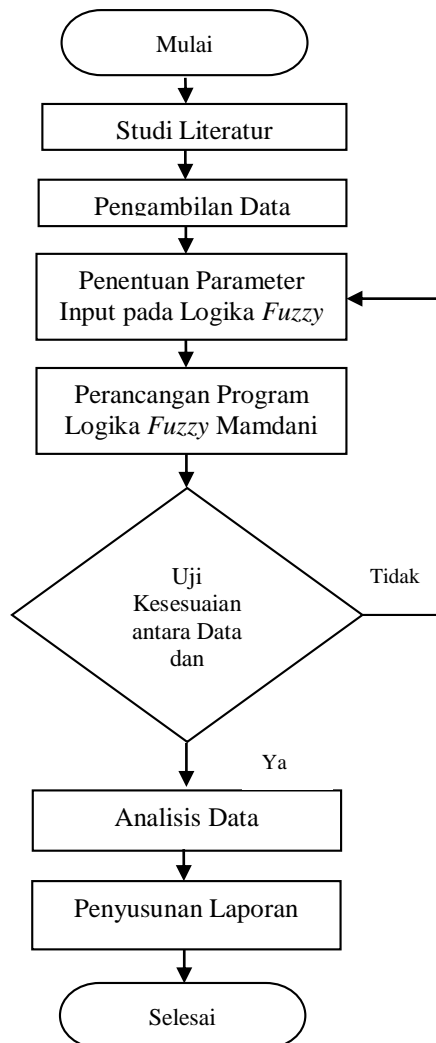 Mulai
Studi Literatur
Pengambilan Data
Penentuan Parameter
Input pada Logika Fuzzy
Perancangan Program
Logika Fuzzy Mamdani
Uji
Kesesuaian
antara Data
dan
Tidak
Ya
Analisis Data
Penyusunan Laporan
Selesai